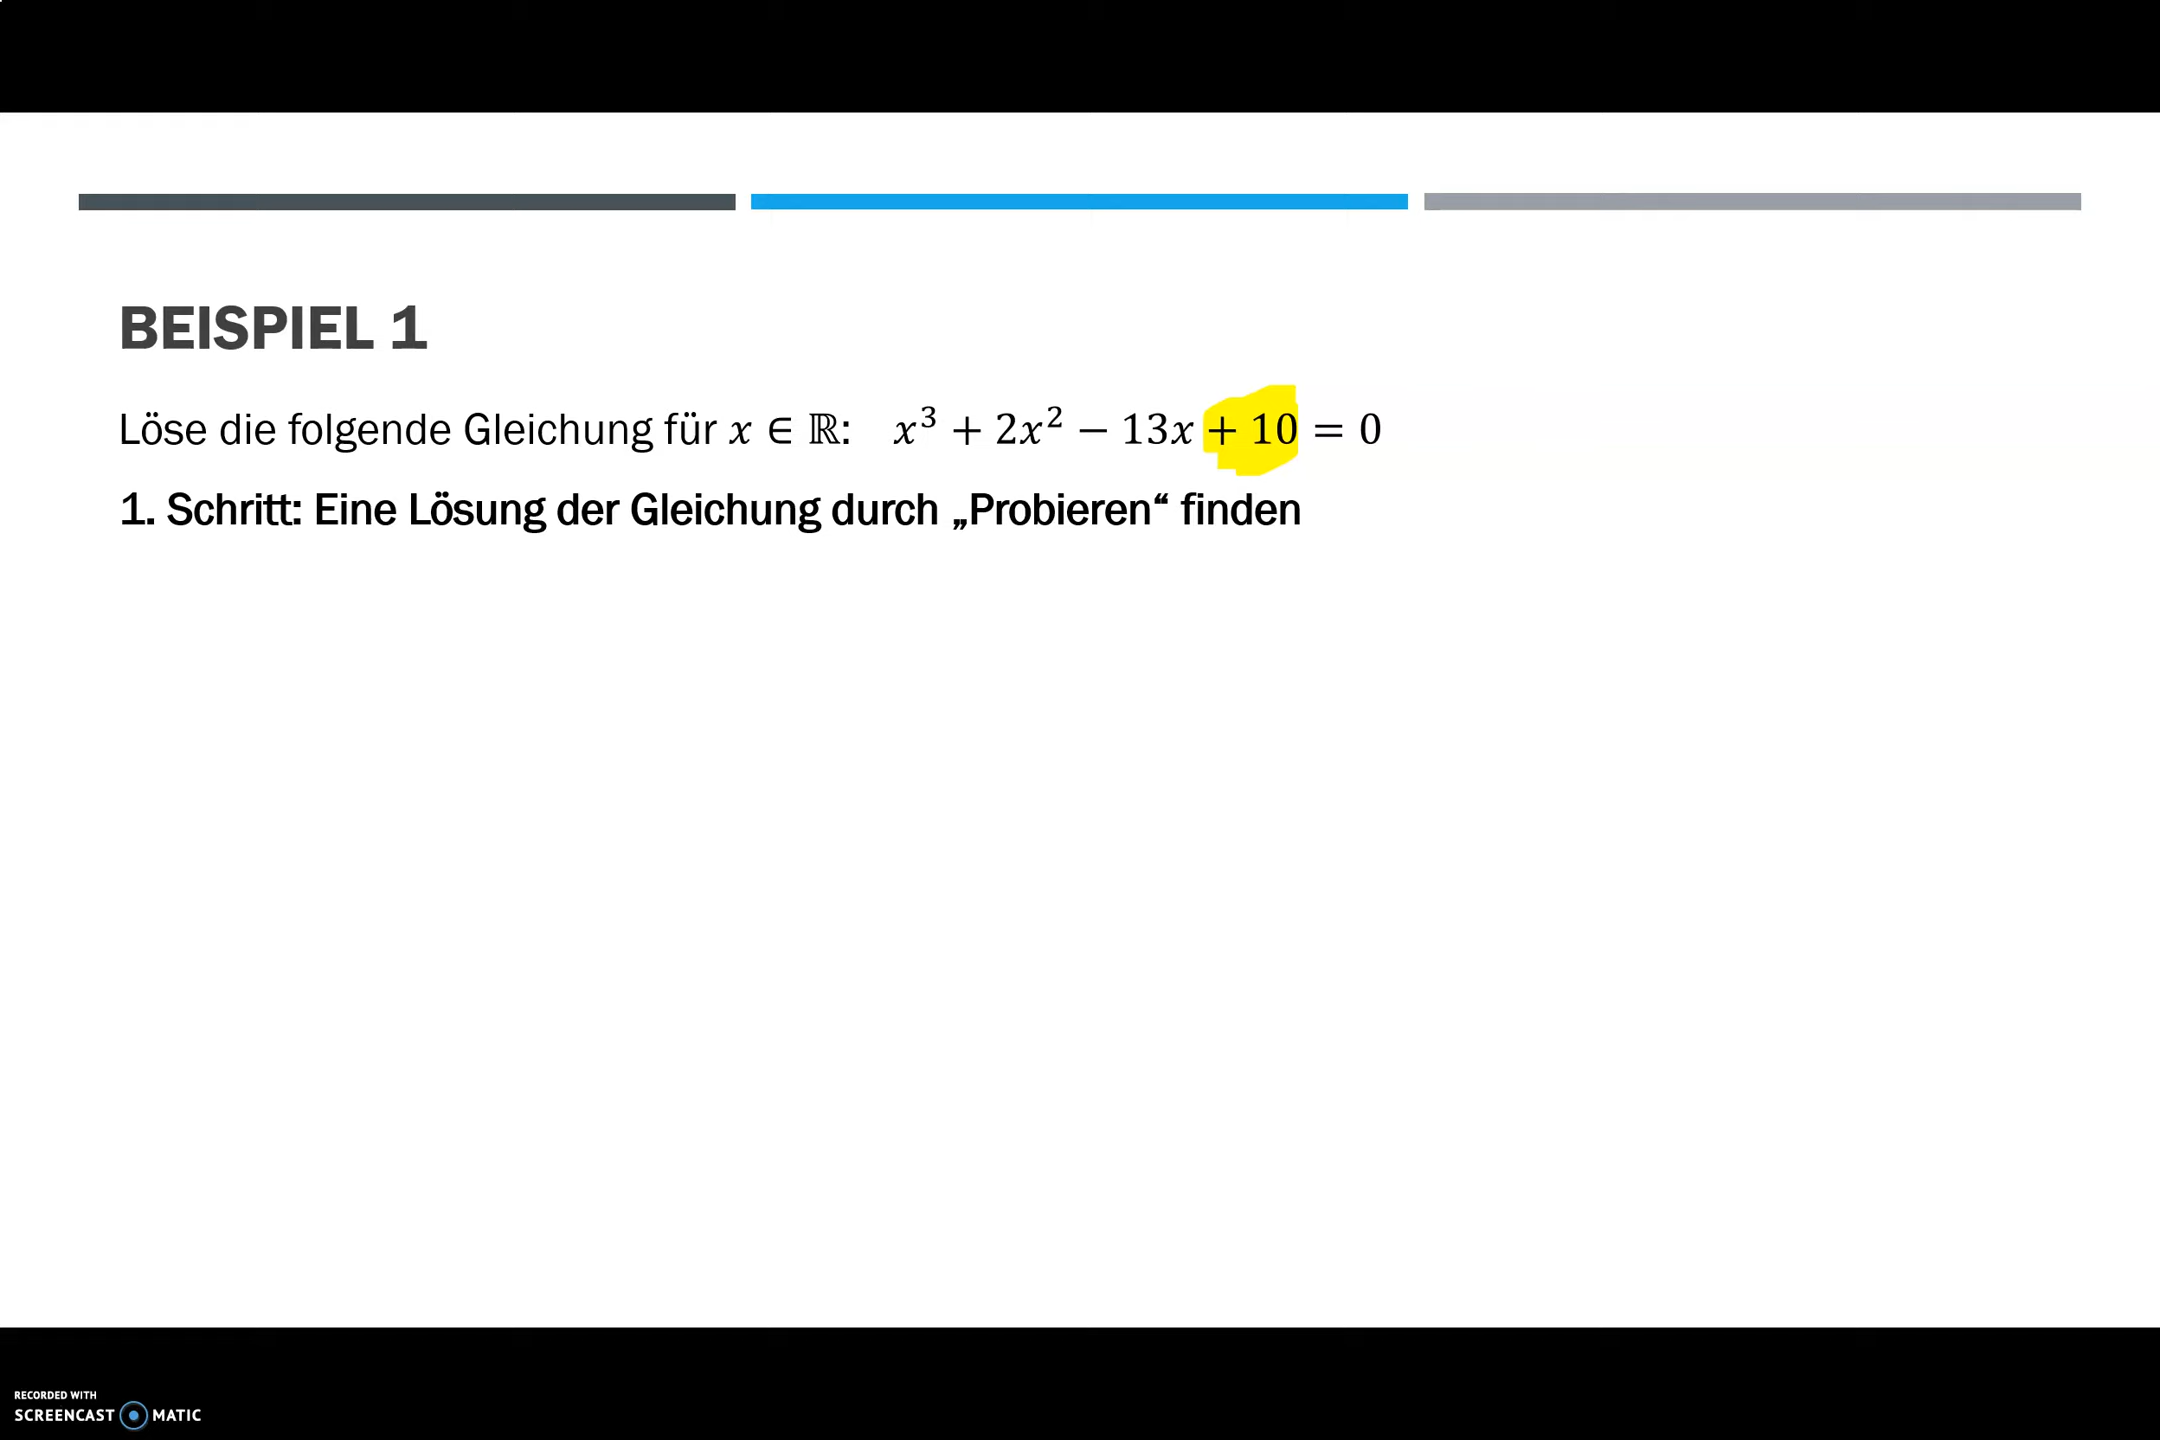 BEISPIEL 1
Löse die folgende Gleichung für x ∈ ℝ: x³ + 2x² − 13x + 10 = 0
1. Schritt: Eine Lösung der Gleichung durch „Probieren“ finden
RECORDED WITH
SCREENCAST MATIC